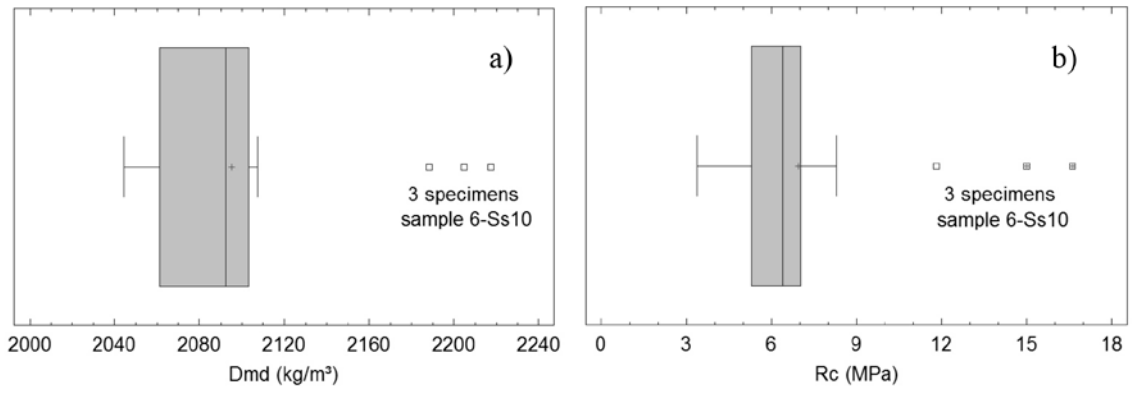 a)
3 specimens
sample 6-Ss10
2000 2040 2080 2120 2160 2200 2240
Dmd (kg/m³)
b)
3 specimens
sample 6-Ss10
0 3 6 9 12 15 18
Rc (MPa)